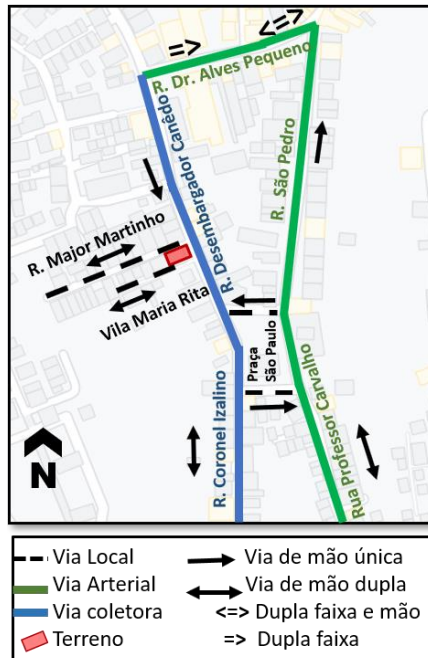 <=>
=>
R. Dr. Alves Pequeno
R. Desembargador Canêdo
R. São Pedro
R. Major Martinho
Vila Maria Rita
Praça
São Paulo
R. Coronel Izalino
Rua Professor Carvalho
N
Via Local
Via de mão única
Via Arterial
Via de mão dupla
Via coletora
<=> Dupla faixa e mão
Terreno
=> Dupla faixa